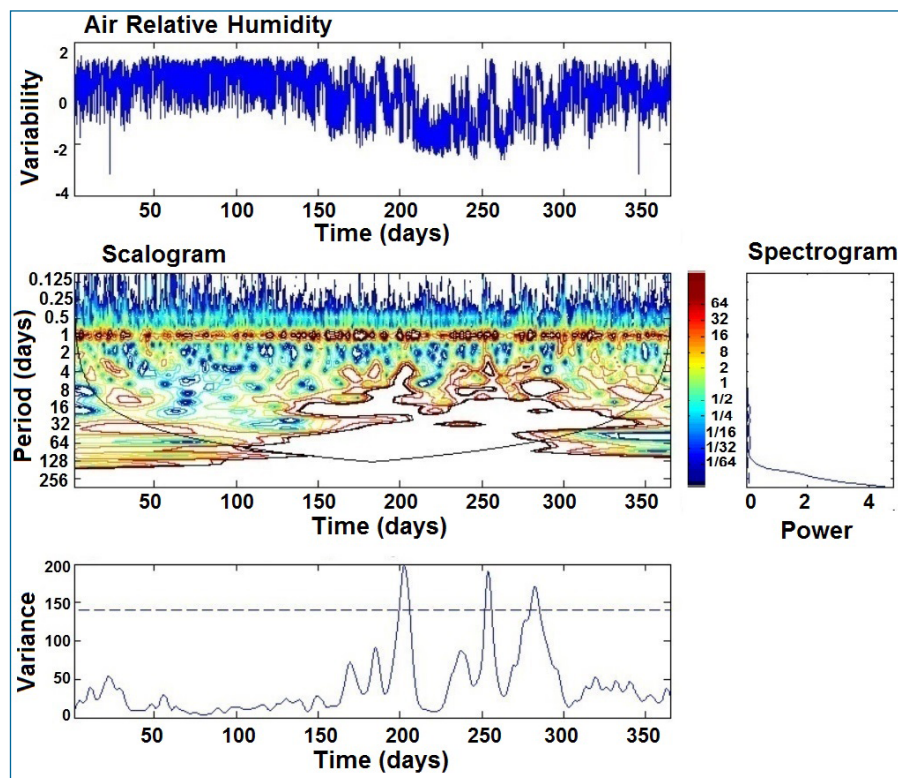 Air Relative Humidity
Variability
2
0
-2
-4
50 100 150 200 250 300 350
Time (days)
Scalogram
Spectrogram
Period (days)
0.125
0.25
0.5
1
2
4
8
16
32
64
128
256
64
32
16
8
2
1
1/2
1/4
1/16
1/32
1/64
50 100 150 200 250 300 350
Time (days)
0 2 4
Power
Variance
200
150
100
50
0
50 100 150 200 250 300 350
Time (days)